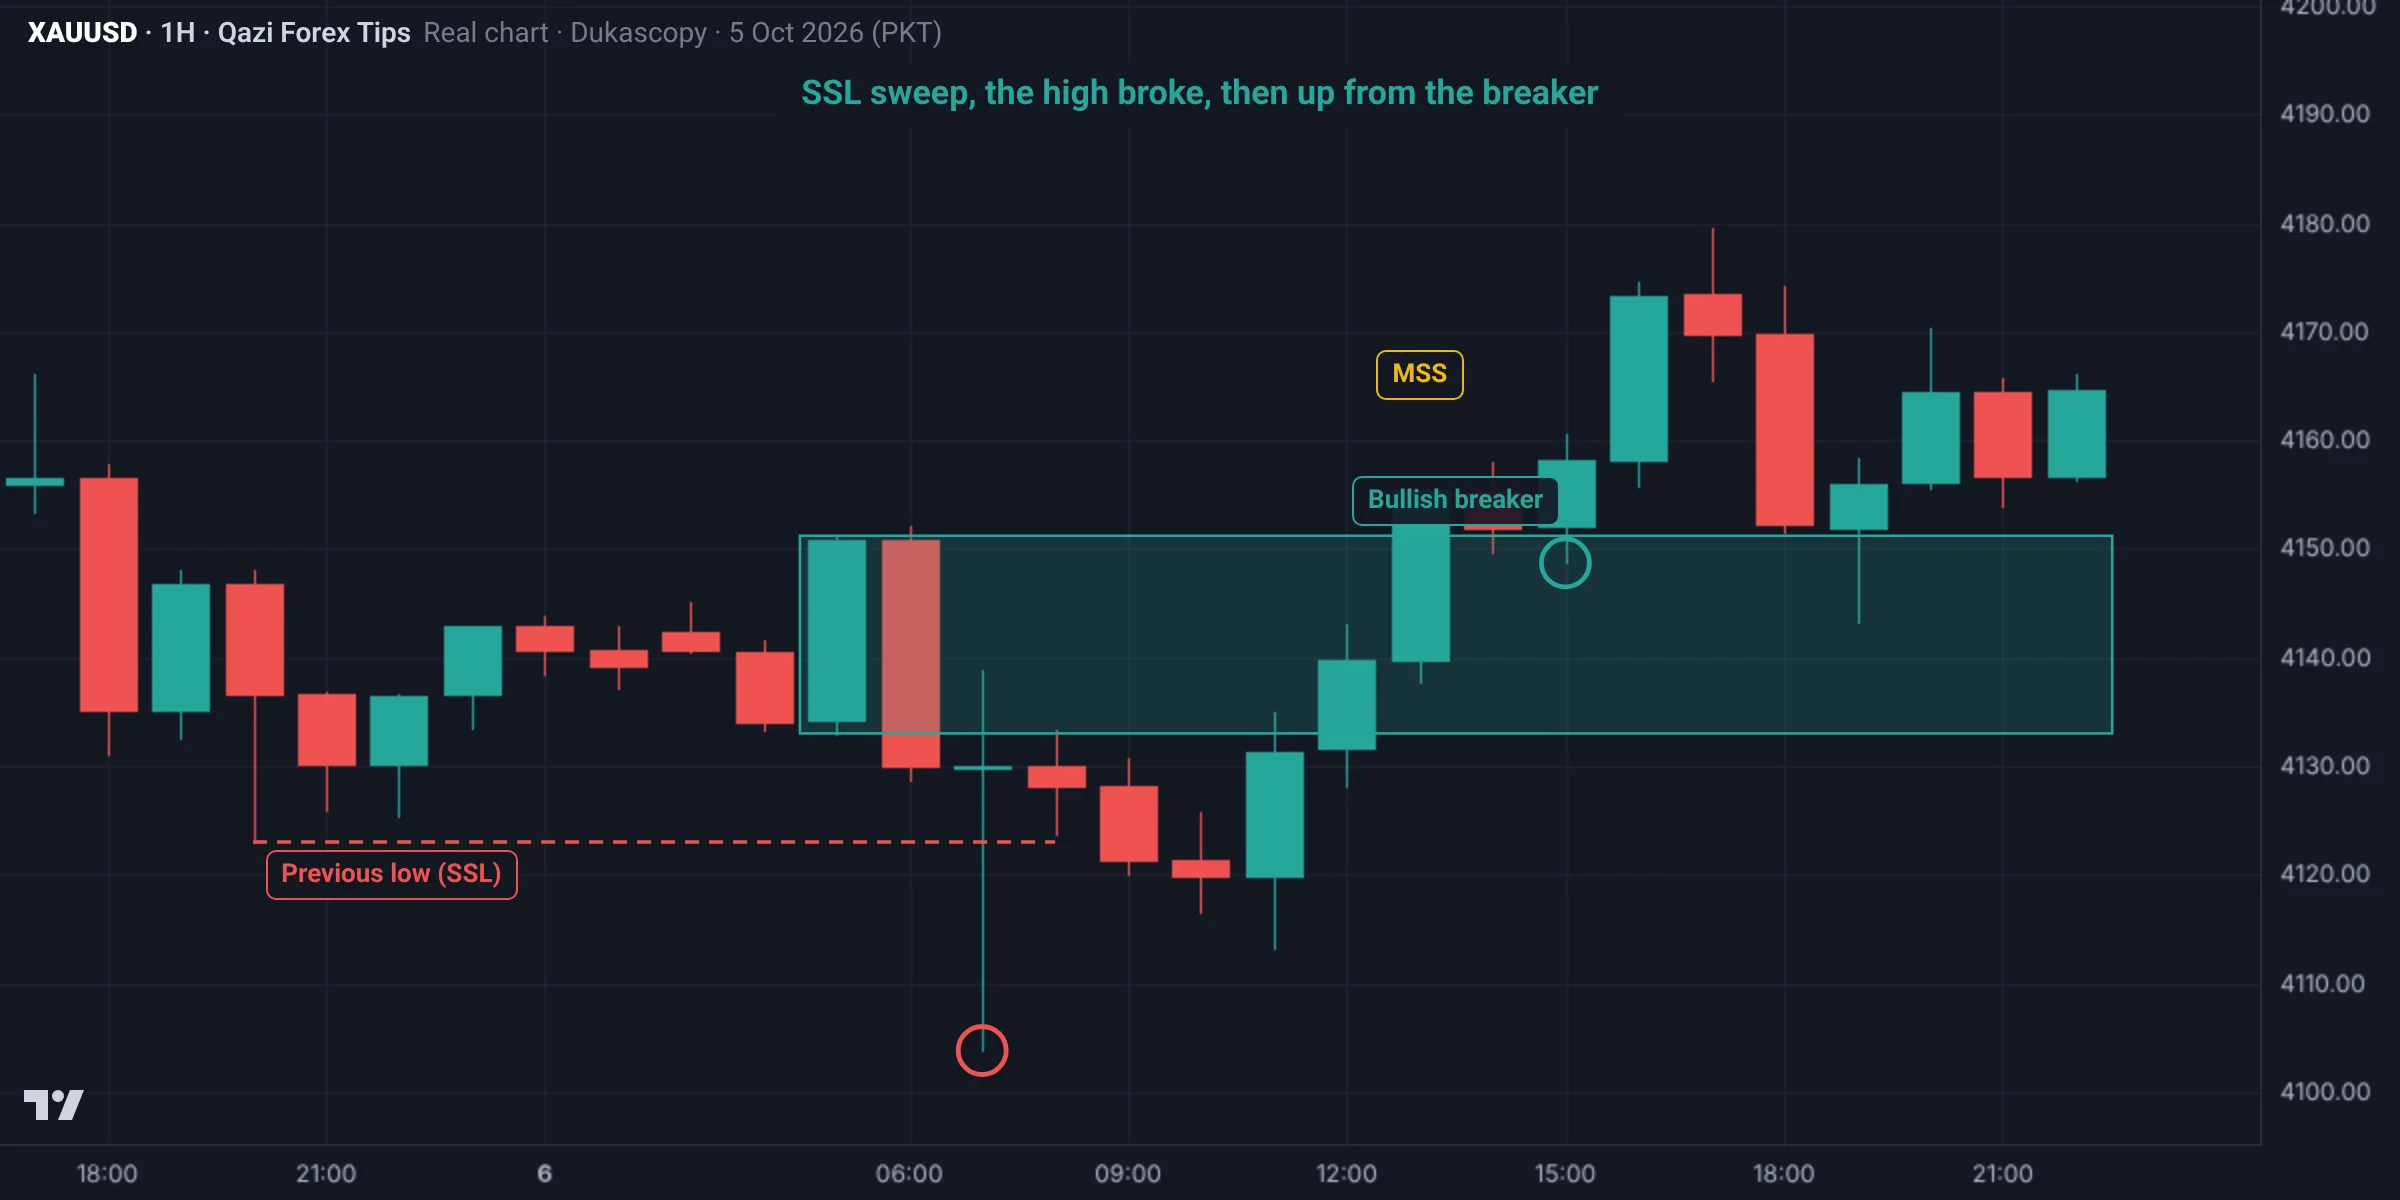 XAUUSD · 1H · Qazi Forex Tips Real chart · Dukascopy · 5 Oct 2026 (PKT)
SSL sweep, the high broke, then up from the breaker
MSS
Bullish breaker
Previous low (SSL)
4200.00
4190.00
4180.00
4170.00
4160.00
4150.00
4140.00
4130.00
4120.00
4110.00
4100.00
18:00 21:00 6 06:00 09:00 12:00 15:00 18:00 21:00